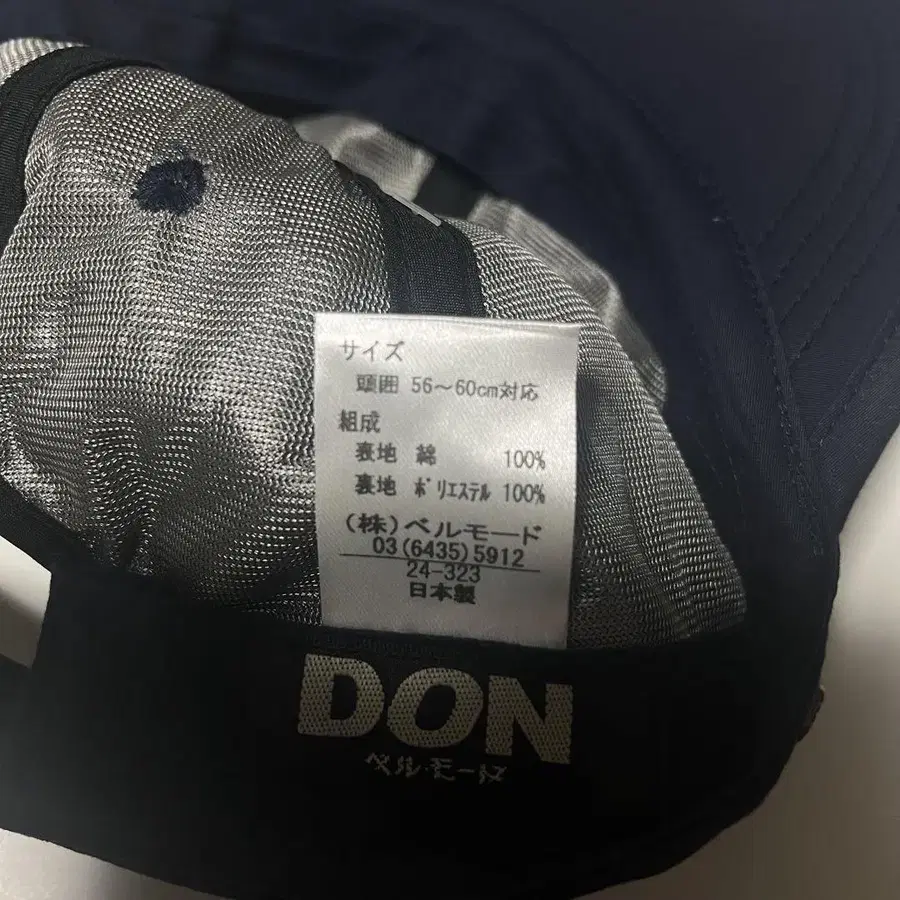 サイズ
頭囲 56～60cm対応
組成
表地 綿 100%
裏地 ポリエステル 100%
(株)ベルモード
03(6435)5912
24-323
日本製
DON
ベル・モード